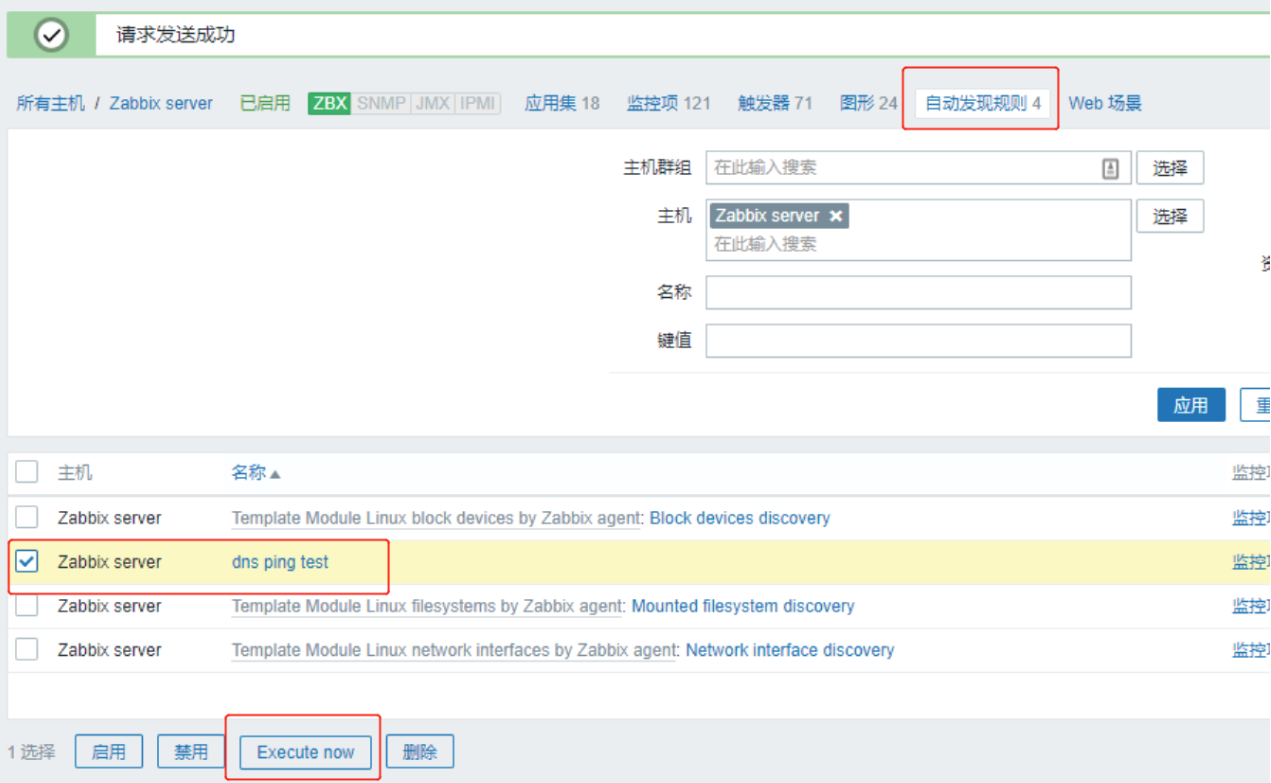 请求发送成功
所有主机 / Zabbix server 已启用 ZBX SNMP JMX IPMI 应用集 18 监控项 121 触发器 71 图形 24 自动发现规则 4 Web 场景
主机群组 在此输入搜索 选择
主机 Zabbix server 选择
在此输入搜索
名称
键值
应用
主机 名称 监控
Zabbix server Template Module Linux block devices by Zabbix agent: Block devices discovery 监控
Zabbix server dns ping test 监控
Zabbix server Template Module Linux filesystems by Zabbix agent: Mounted filesystem discovery 监控
Zabbix server Template Module Linux network interfaces by Zabbix agent: Network interface discovery 监控
1 选择 启用 禁用 Execute now 删除